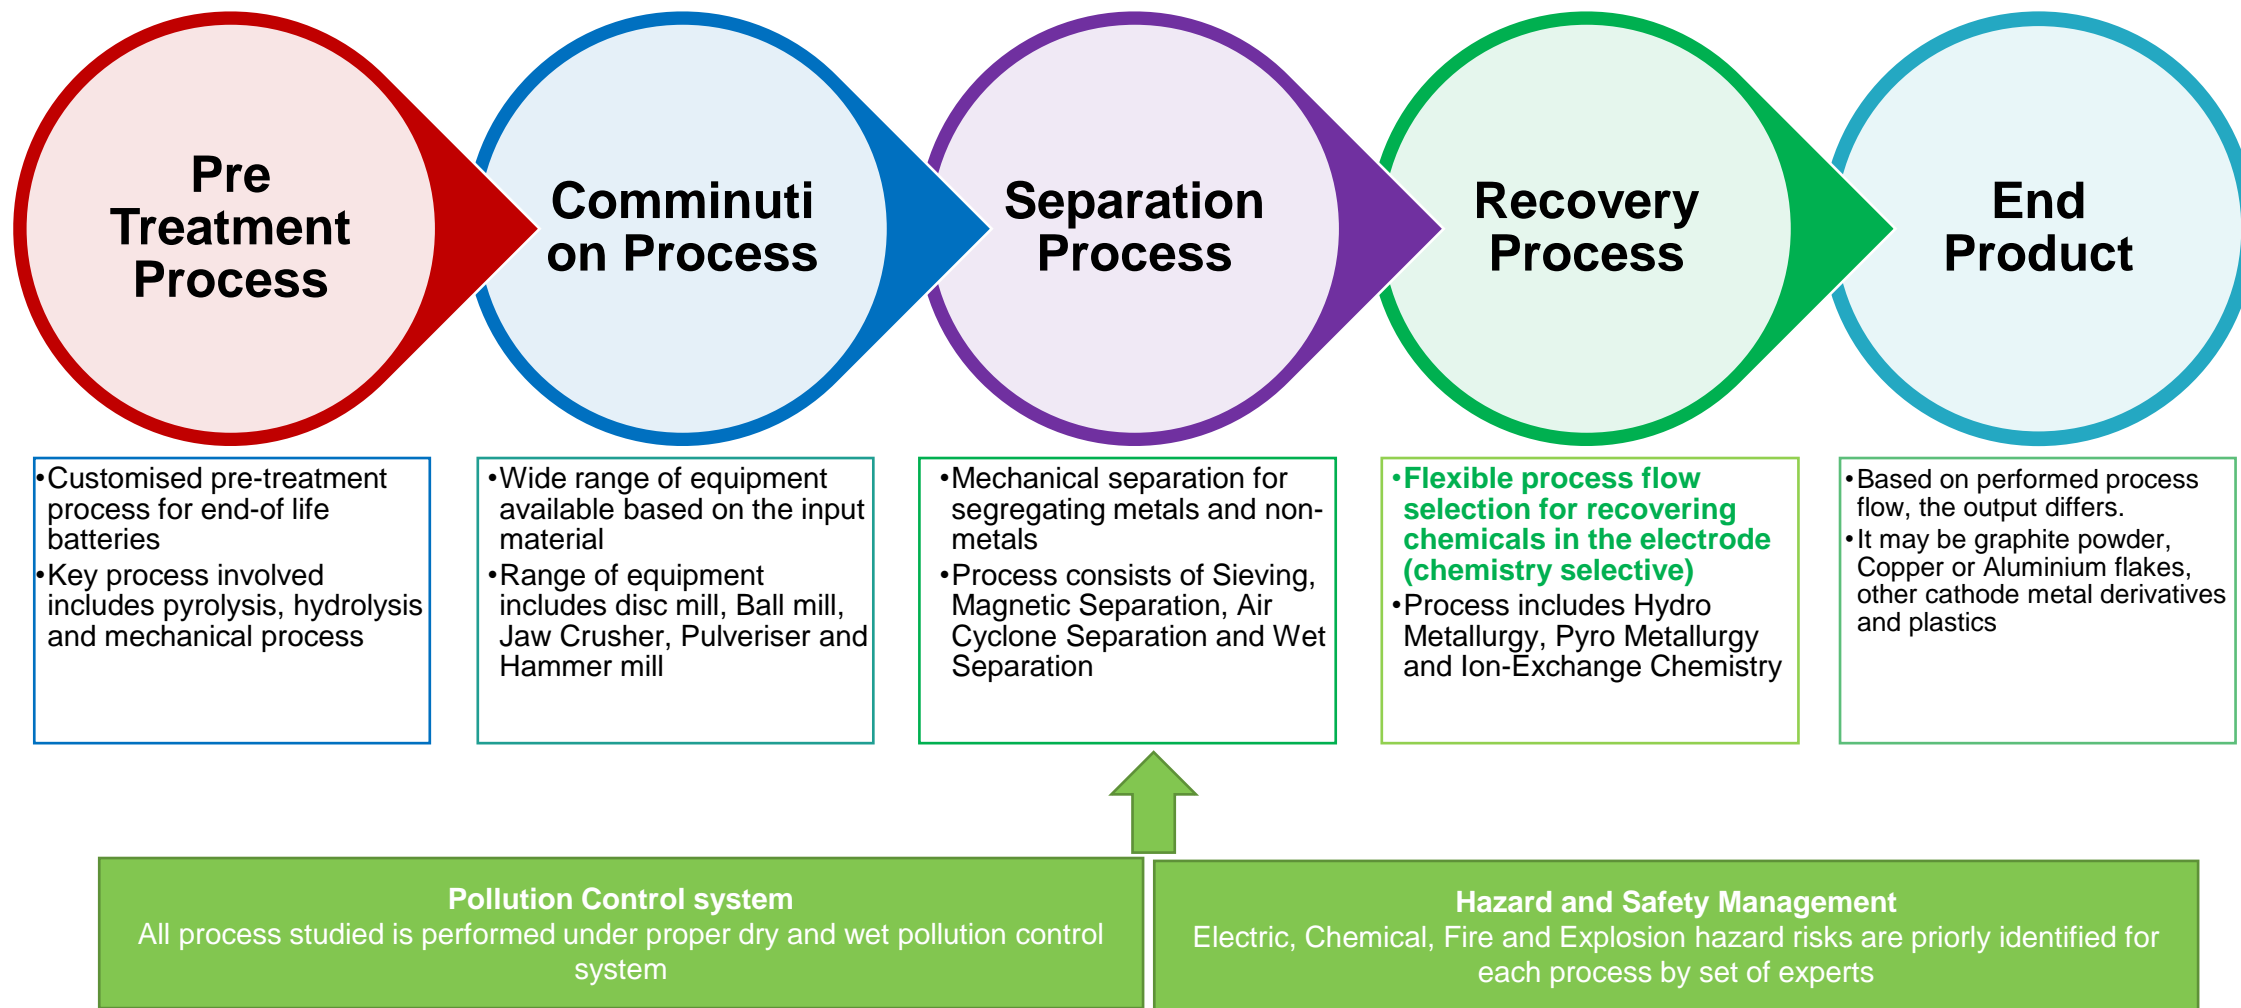 Pre
Treatment
Process
Comminuti
on Process
Separation
Process
Recovery
Process
End
Product
•Customised pre-treatment
process for end-of life
batteries
•Key process involved
includes pyrolysis, hydrolysis
and mechanical process
•Wide range of equipment
available based on the input
material
•Range of equipment
includes disc mill, Ball mill,
Jaw Crusher, Pulveriser and
Hammer mill
•Mechanical separation for
segregating metals and non-
metals
•Process consists of Sieving,
Magnetic Separation, Air
Cyclone Separation and Wet
Separation
•Flexible process flow
selection for recovering
chemicals in the electrode
(chemistry selective)
•Process includes Hydro
Metallurgy, Pyro Metallurgy
and Ion-Exchange Chemistry
•Based on performed process
flow, the output differs.
•It may be graphite powder,
Copper or Aluminium flakes,
other cathode metal derivatives
and plastics
Pollution Control system
All process studied is performed under proper dry and wet pollution control
system
Hazard and Safety Management
Electric, Chemical, Fire and Explosion hazard risks are priorly identified for
each process by set of experts